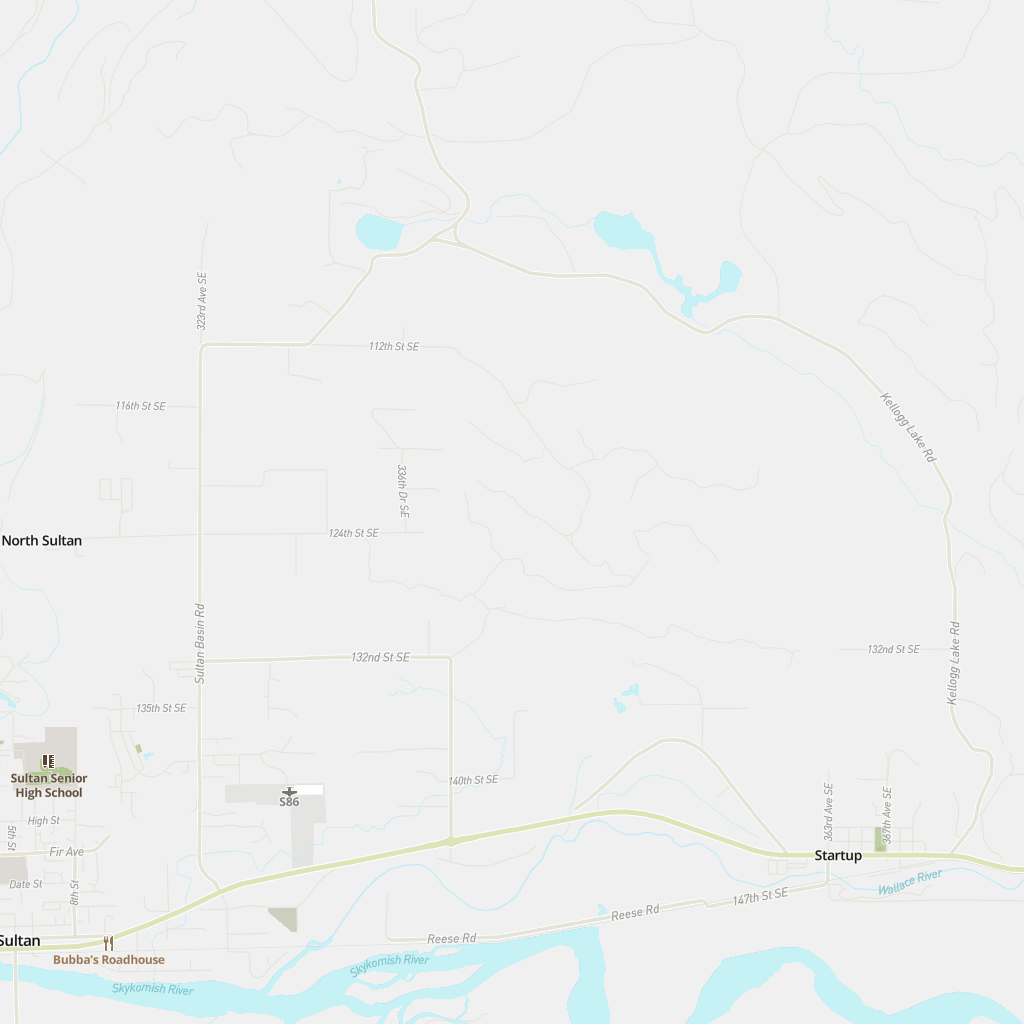 323rd Ave SE
112th St SE
116th St SE
Kellogg Lake Rd
336th Dr SE
124th St SE
North Sultan
Sultan Basin Rd
132nd St SE
132nd St SE
Kellogg Lake Rd
135th St SE
Sultan Senior
High School
140th St SE
S86
363rd Ave SE
367th Ave SE
High St
5th St
Fir Ave
Startup
Date St
8th St
Wallace River
147th St SE
Reese Rd
Reese Rd
Sultan
Bubba's Roadhouse
Skykomish River
Skykomish River